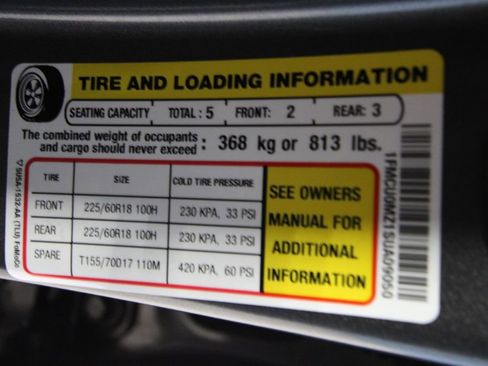 TIRE AND LOADING INFORMATION
SEATING CAPACITY TOTAL : 5 FRONT: 2 REAR: 3
The combined weight of occupants
and cargo should never exceed : 368 kg or 813 lbs.
TIRE SIZE COLD TIRE PRESSURE
FRONT 225/60R18 100H 230 KPA, 33 PSI
REAR 225/60R18 100H 230 KPA, 33 PSI
SPARE T155/70D17 110M 420 KPA, 60 PSI
SEE OWNERS
MANUAL FOR
ADDITIONAL
INFORMATION
1FMCU0MZ1SUA09050